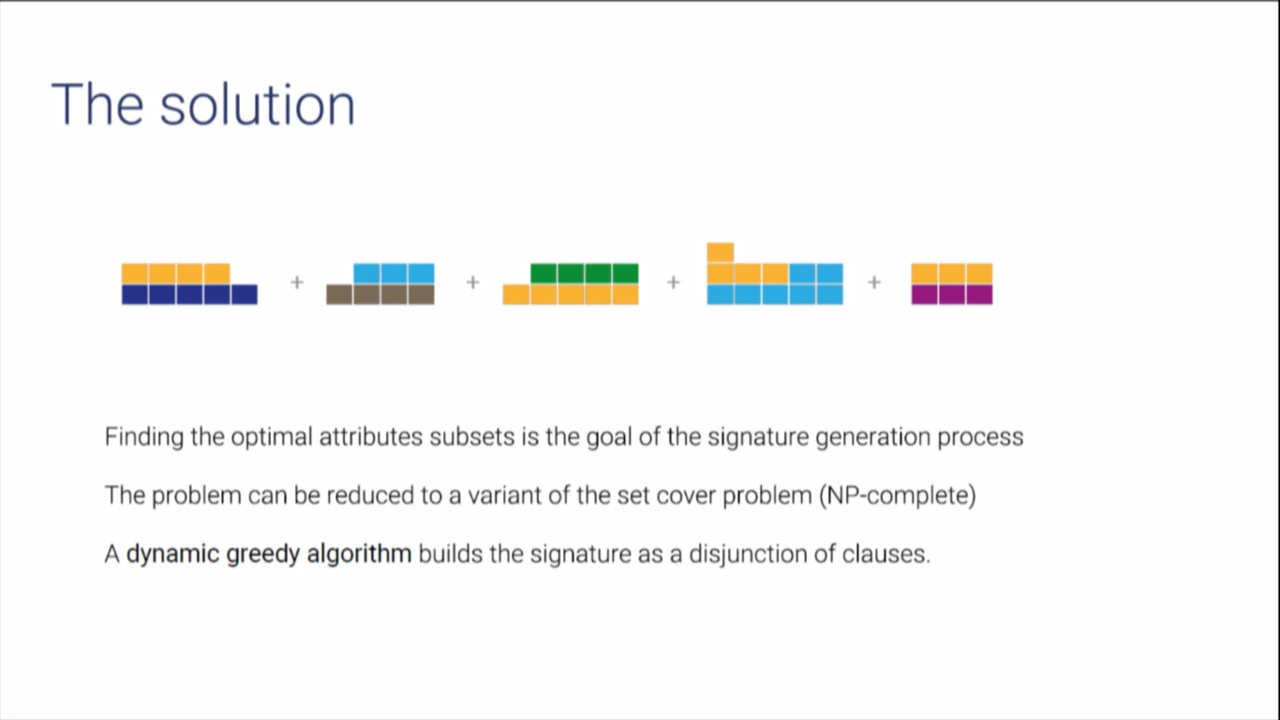 The solution
+ + + +
Finding the optimal attributes subsets is the goal of the signature generation process
The problem can be reduced to a variant of the set cover problem (NP-complete)
A dynamic greedy algorithm builds the signature as a disjunction of clauses.